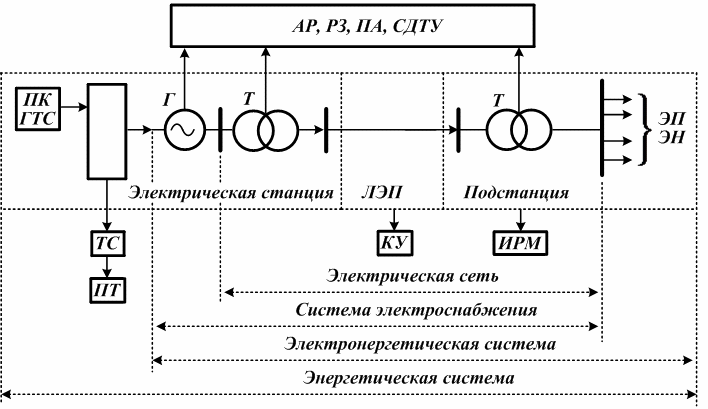 АР, РЗ, ПА, СДТУ
ПК
ГТС
Г
Т
Т
ЭП
ЭН
Электрическая станция
ЛЭП
Подстанция
ТС
КУ
ИРМ
ПТ
Электрическая сеть
Система электроснабжения
Электронергетическая система
Энергетическая система